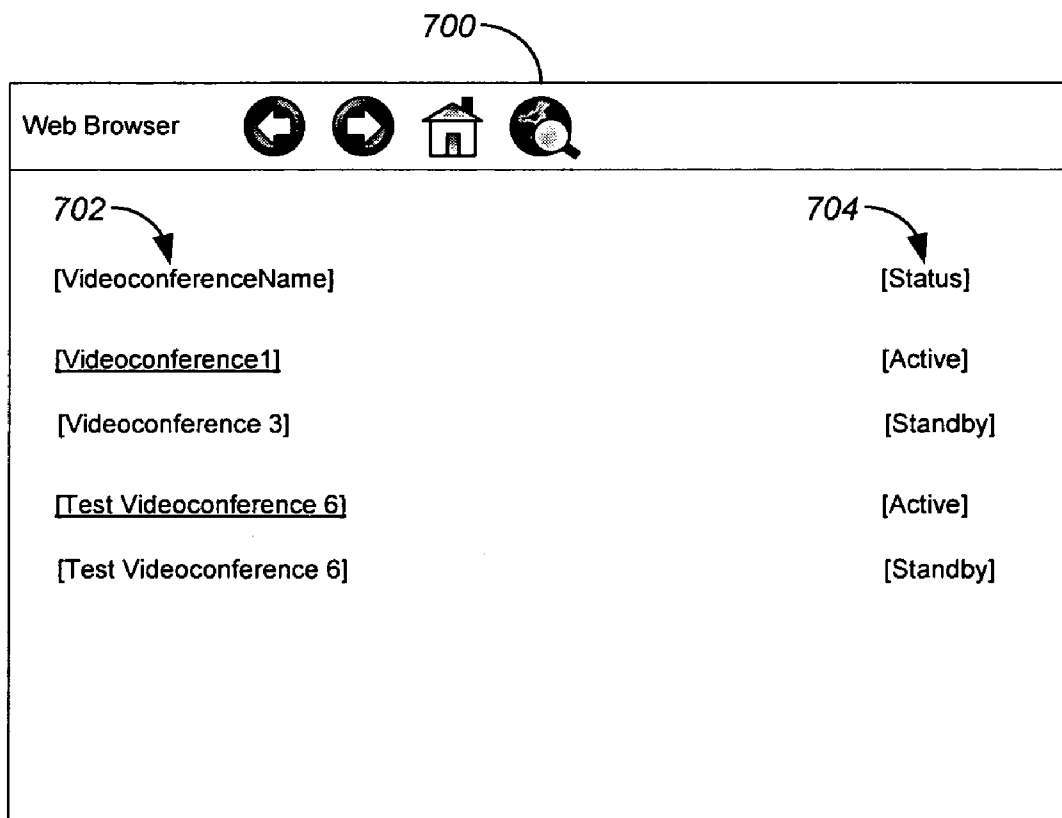 700
Web Browser
702 704
[VideoconferenceName] [Status]
[Videoconference1] [Active]
[Videoconference 3] [Standby]
[Test Videoconference 6] [Active]
[Test Videoconference 6] [Standby]